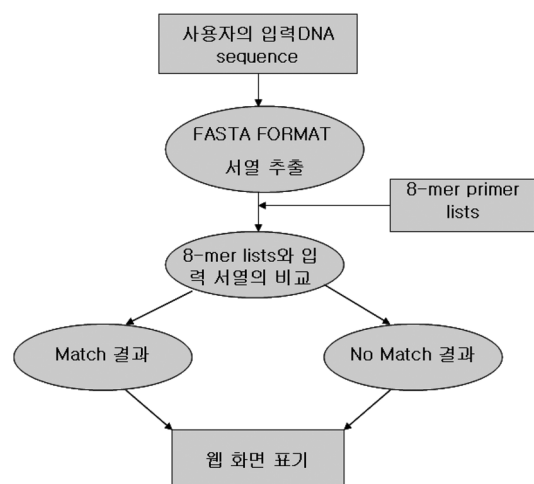 사용자의 입력DNA
sequence
FASTA FORMAT
서열 추출
8-mer primer
lists
8-mer lists와 입
력 서열의 비교
Match 결과
No Match 결과
웹 화면 표기